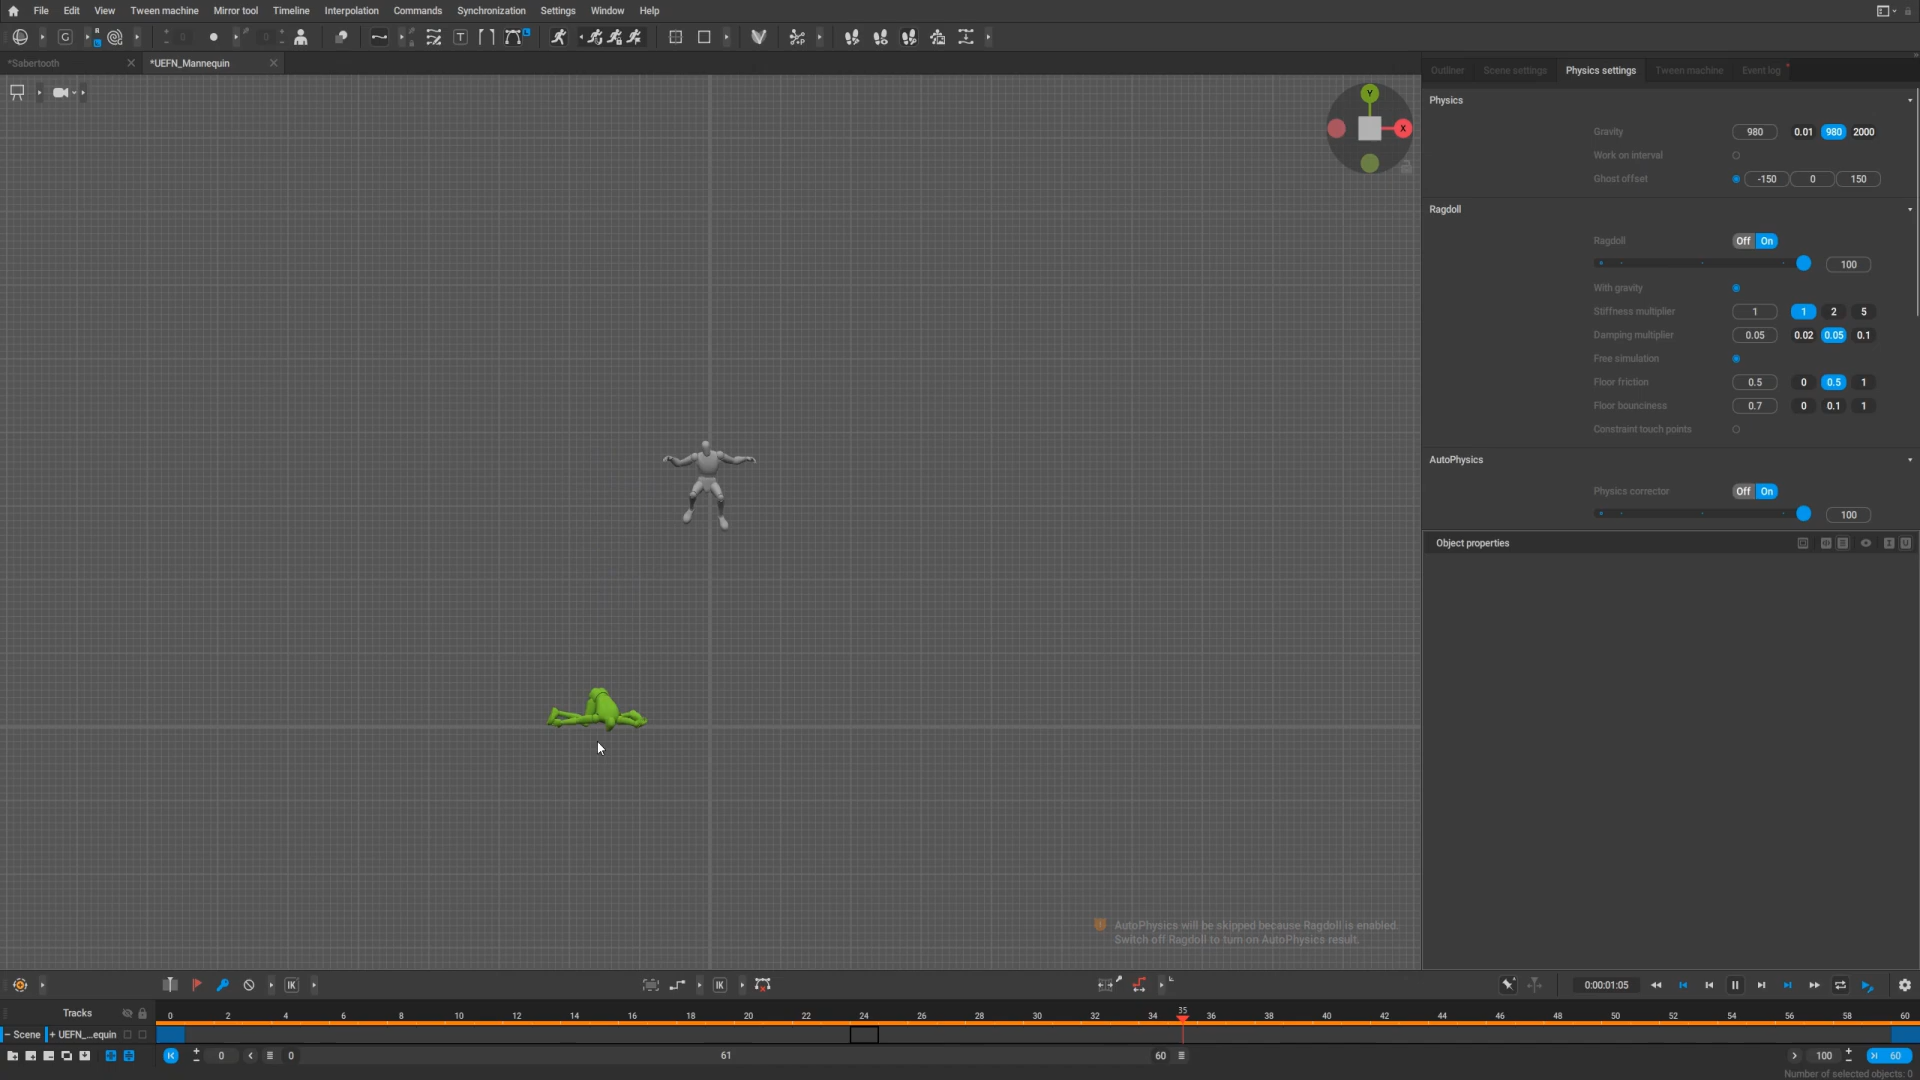 File Edit View Tween machine Mirror tool Timeline Interpolation Commands Synchronization Settings Window Help
*Sabertooth *UEFN_Mannequin
Outliner Scene settings Physics settings Tween machine Event log
Y
X
Physics
Gravity 980 0.01 980 2000
Work on interval
Ghost offset -150 0 150
Ragdoll
Ragdoll Off On
100
With gravity
Stiffness multiplier 1 1 2 5
Damping multiplier 0.05 0.02 0.05 0.1
Free simulation
Floor friction 0.5 0 0.5 1
Floor bounciness 0.7 0 0.1 1
Constraint touch points
AutoPhysics
Physics corrector Off On
100
Object properties
AutoPhysics will be skipped because Ragdoll is enabled.
Switch off Ragdoll to turn on AutoPhysics result.
IK IK 0:00:01:05
Tracks 0 2 4 6 8 10 12 14 16 18 20 22 24 26 28 30 32 34 35 36 38 40 42 44 46 48 50 52 54 56 58 60
– Scene + UEFN_...equin
0 0 61 60 100 60
Number of selected objects: 0